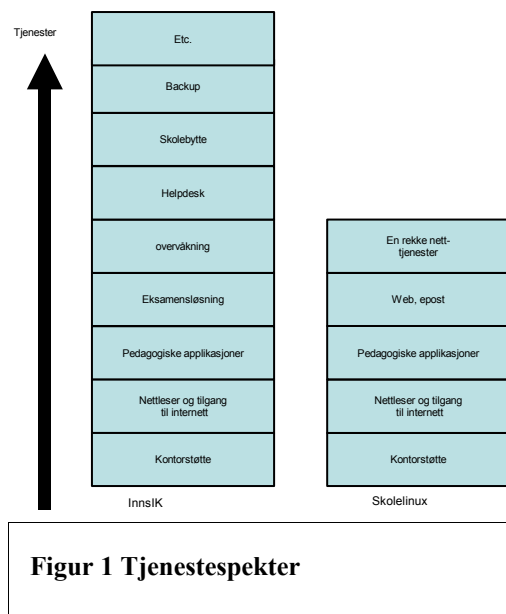 Tjenester
Etc.
Backup
Skolebytte
Helpdesk
overvåkning
Eksamensløsning
Pedagogiske applikasjoner
Nettleser og tilgang
til internett
Kontorstøtte
InnsIK
En rekke nett-
tjenester
Web, epost
Pedagogiske applikasjoner
Nettleser og tilgang
til internett
Kontorstøtte
Skolelinux
Figur 1 Tjenestespekter